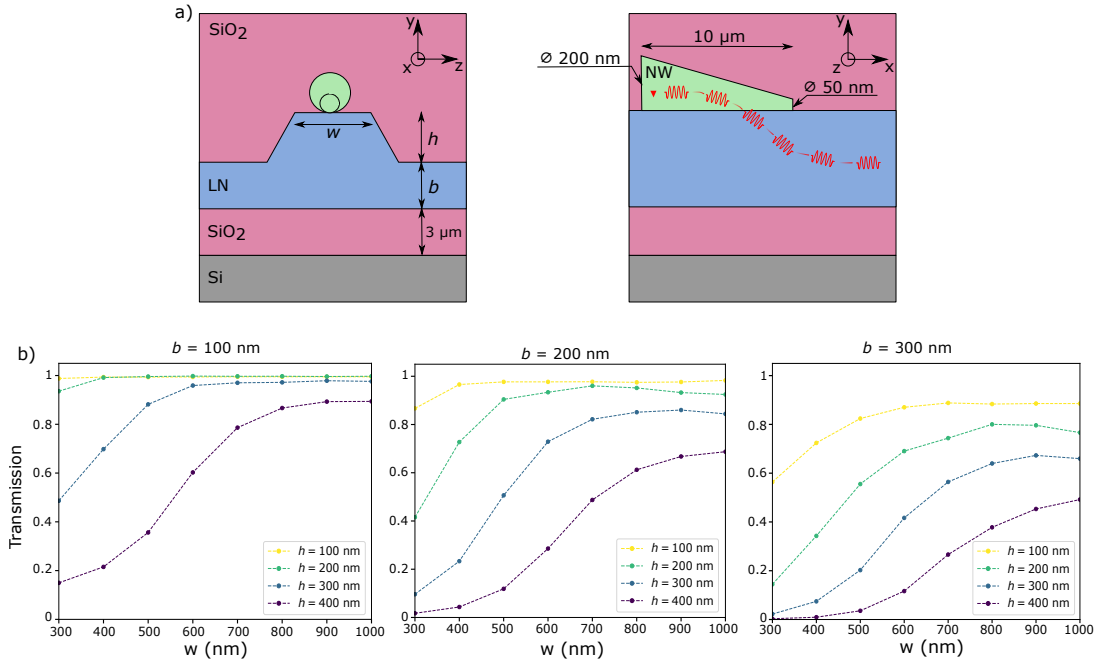 a)
SiO2
y
x
z
w
h
LN
b
SiO2
3 µm
Si
10 µm
⌀ 200 nm
NW
y
z
x
⌀ 50 nm
b)
b = 100 nm
b = 200 nm
b = 300 nm
Transmission
1
0.8
0.6
0.4
0.2
h = 100 nm
h = 200 nm
h = 300 nm
h = 400 nm
300 400 500 600 700 800 900 1000
w (nm)
1
0.8
0.6
0.4
0.2
0
h = 100 nm
h = 200 nm
h = 300 nm
h = 400 nm
300 400 500 600 700 800 900 1000
w (nm)
1
0.8
0.6
0.4
0.2
0
h = 100 nm
h = 200 nm
h = 300 nm
h = 400 nm
300 400 500 600 700 800 900 1000
w (nm)